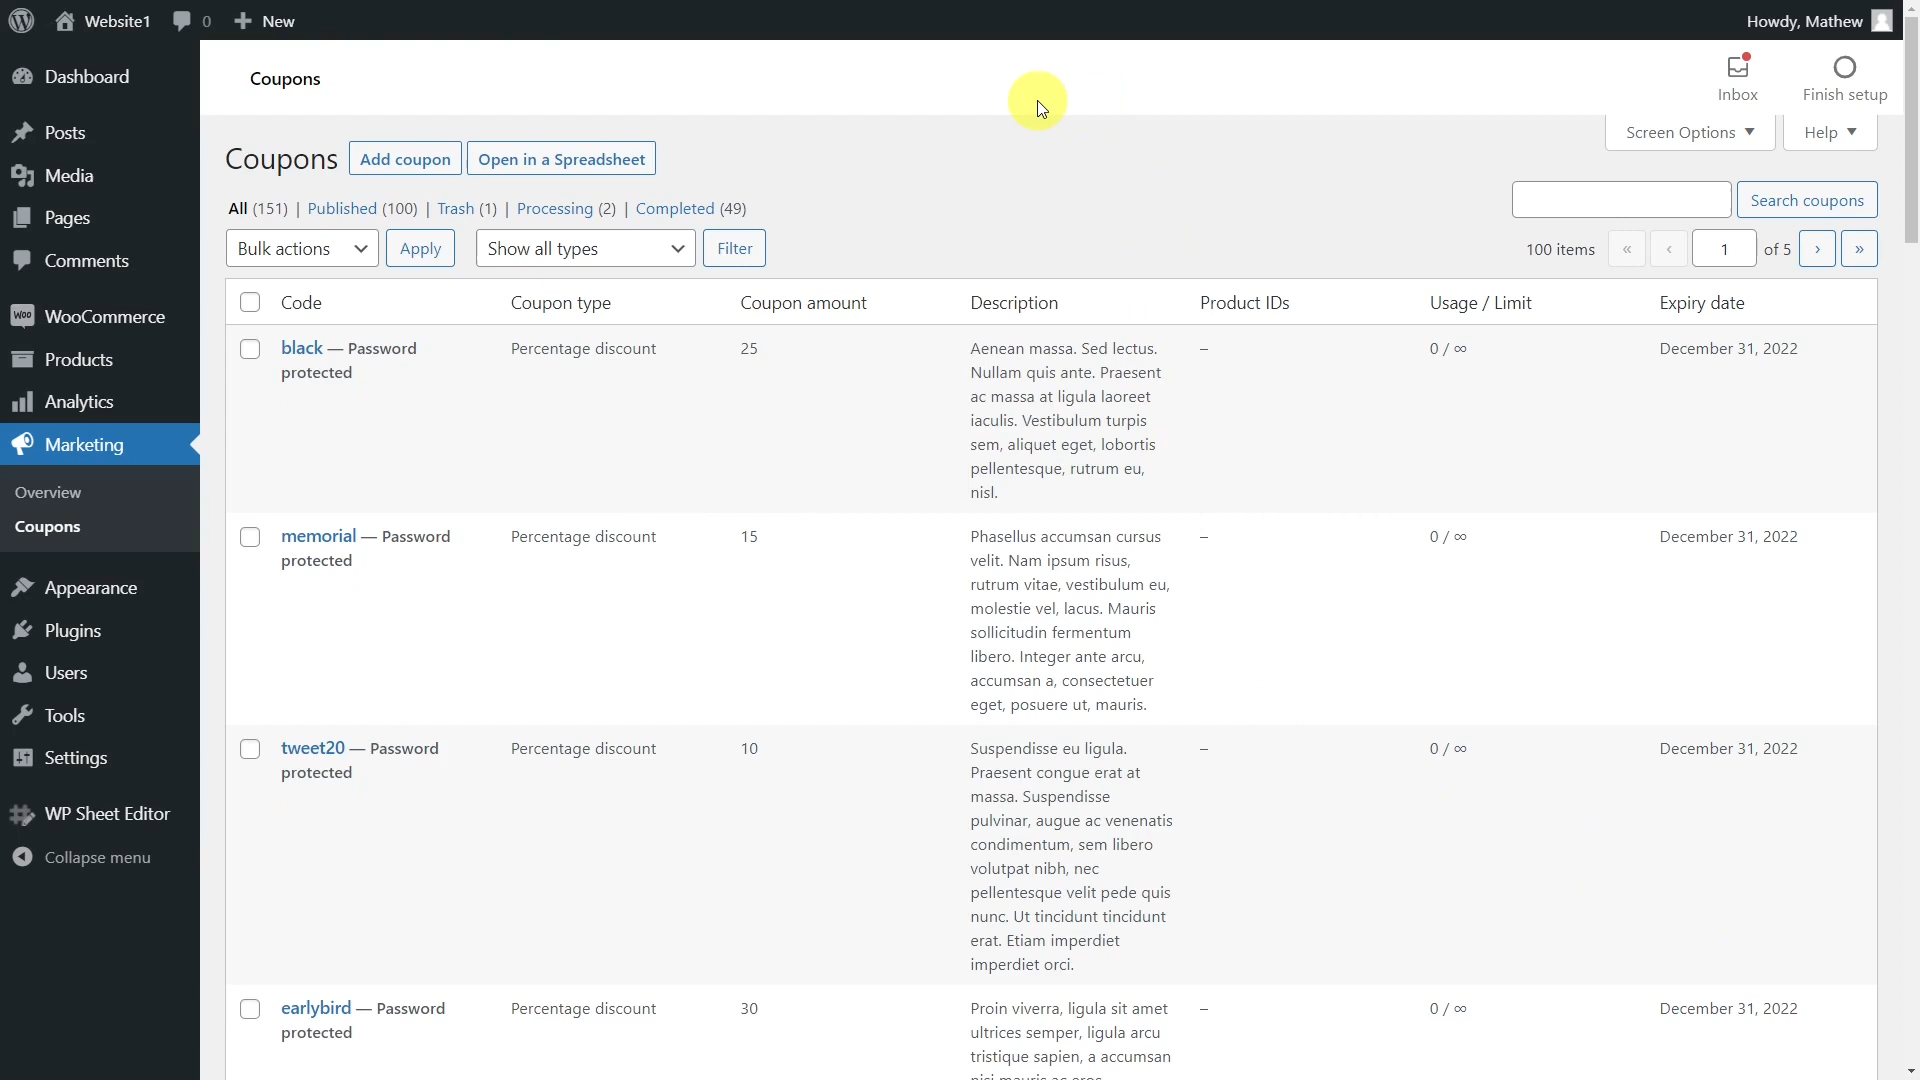 Website1 0 New Howdy, Mathew
Dashboard
Posts
Media
Pages
Comments
Woo WooCommerce
Products
Analytics
Marketing
Overview
Coupons
Appearance
Plugins
Users
Tools
Settings
WP Sheet Editor
Collapse menu
Coupons
Inbox Finish setup
Screen Options Help
Coupons Add coupon Open in a Spreadsheet
All (151) | Published (100) | Trash (1) | Processing (2) | Completed (49)
Search coupons
Bulk actions Apply Show all types Filter
100 items « ‹ 1 of 5 › »
Code Coupon type Coupon amount Description Product IDs Usage / Limit Expiry date
black — Password protected Percentage discount 25 Aenean massa. Sed lectus. – 0 / ∞ December 31, 2022
Nullam quis ante. Praesent
ac massa at ligula laoreet
iaculis. Vestibulum turpis
sem, aliquet eget, lobortis
pellentesque, rutrum eu,
nisl.
memorial — Password protected Percentage discount 15 Phasellus accumsan cursus – 0 / ∞ December 31, 2022
velit. Nam ipsum risus,
rutrum vitae, vestibulum eu,
molestie vel, lacus. Mauris
sollicitudin fermentum
libero. Integer ante arcu,
accumsan a, consectetuer
eget, posuere ut, mauris.
tweet20 — Password protected Percentage discount 10 Suspendisse eu ligula. – 0 / ∞ December 31, 2022
Praesent congue erat at
massa. Suspendisse
pulvinar, augue ac venenatis
condimentum, sem libero
volutpat nibh, nec
pellentesque velit pede quis
nunc. Ut tincidunt tincidunt
erat. Etiam imperdiet
imperdiet orci.
earlybird — Password protected Percentage discount 30 Proin viverra, ligula sit amet – 0 / ∞ December 31, 2022
ultrices semper, ligula arcu
tristique sapien, a accumsan